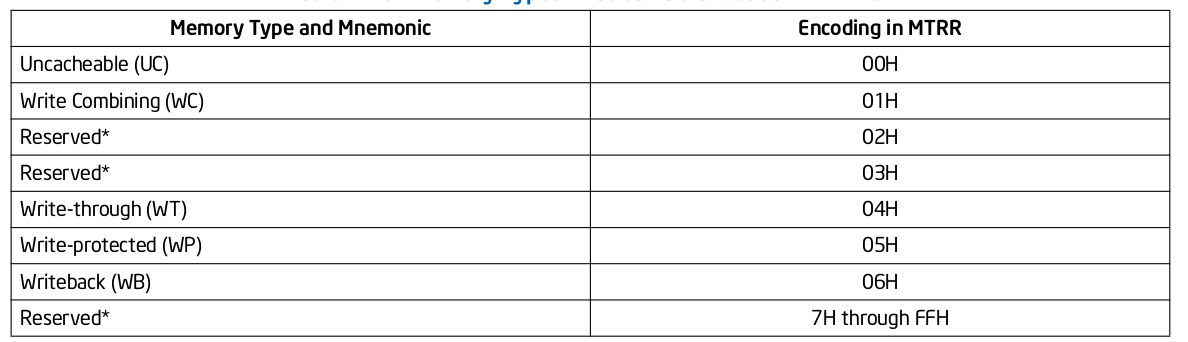 Memory Type and Mnemonic Encoding in MTRR
Uncacheable (UC) 00H
Write Combining (WC) 01H
Reserved* 02H
Reserved* 03H
Write-through (WT) 04H
Write-protected (WP) 05H
Writeback (WB) 06H
Reserved* 7H through FFH